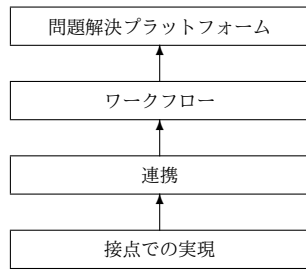 問題解決プラットフォーム
ワークフロー
連携
接点での実現